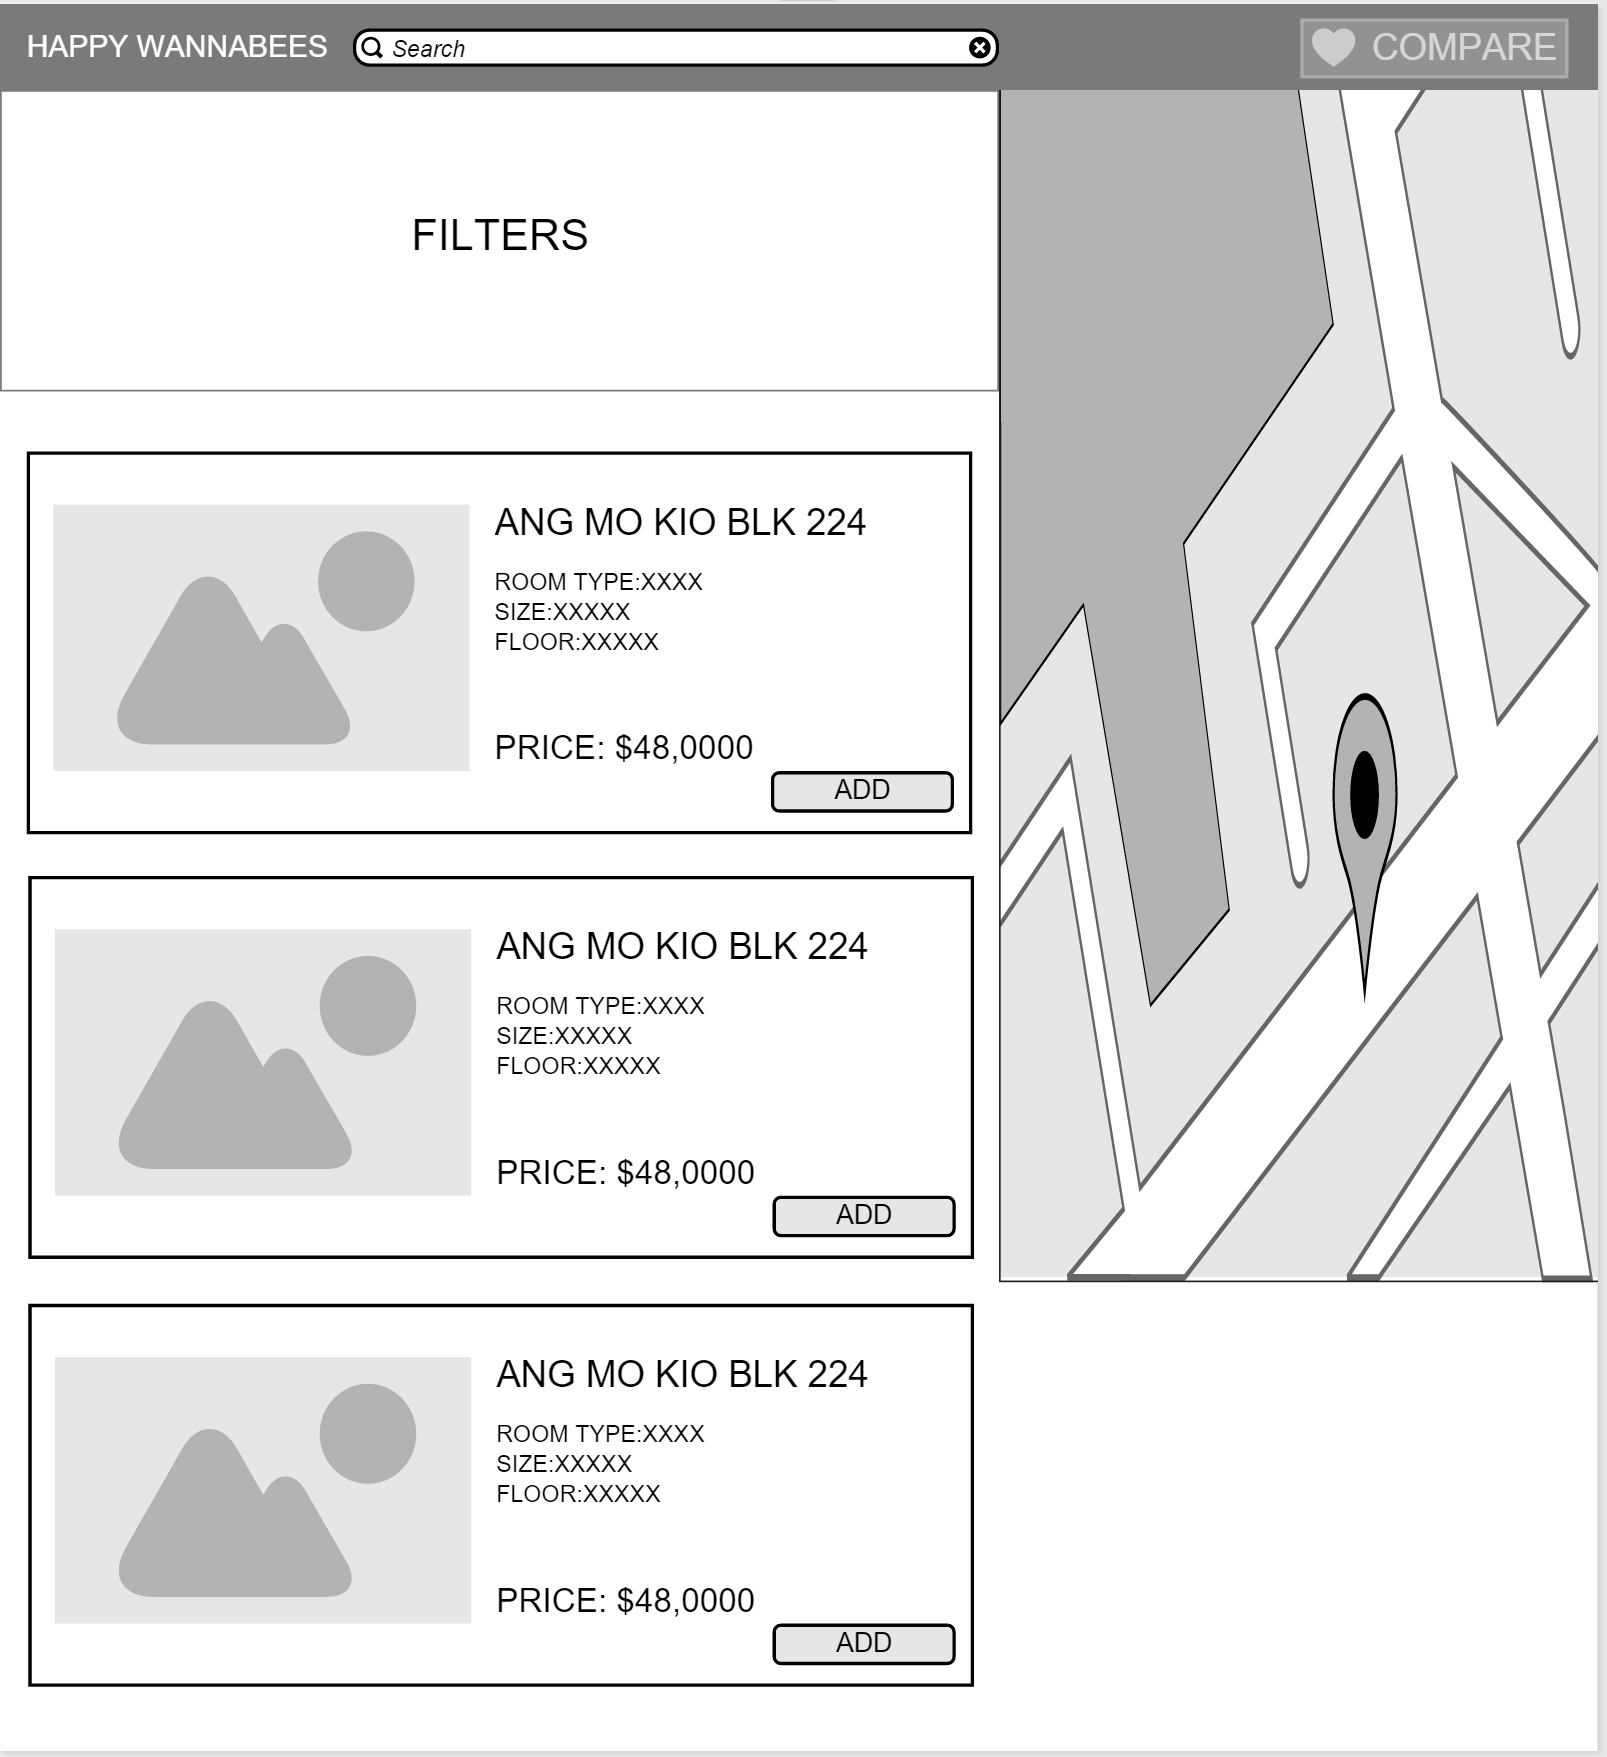 HAPPY WANNABEES
Search
COMPARE
FILTERS
ANG MO KIO BLK 224
ROOM TYPE:XXXX
SIZE:XXXXX
FLOOR:XXXXX
PRICE: $48,0000
ADD
ANG MO KIO BLK 224
ROOM TYPE:XXXX
SIZE:XXXXX
FLOOR:XXXXX
PRICE: $48,0000
ADD
ANG MO KIO BLK 224
ROOM TYPE:XXXX
SIZE:XXXXX
FLOOR:XXXXX
PRICE: $48,0000
ADD